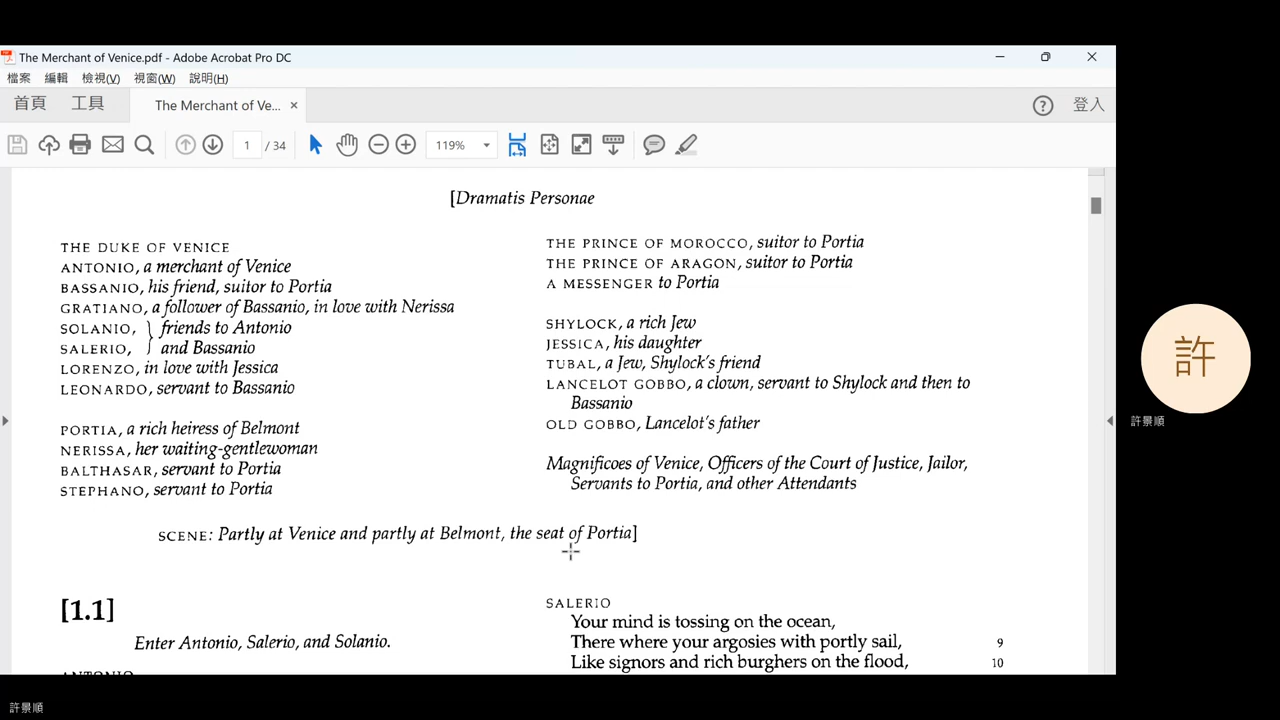 The Merchant of Venice.pdf - Adobe Acrobat Pro DC
檔案 編輯 檢視(V) 視窗(W) 說明(H)
首頁 工具 The Merchant of Ve... × 登入
1 / 34 119%
[Dramatis Personae
THE DUKE OF VENICE
ANTONIO, a merchant of Venice
BASSANIO, his friend, suitor to Portia
GRATIANO, a follower of Bassanio, in love with Nerissa
SOLANIO, } friends to Antonio
SALERIO, and Bassanio
LORENZO, in love with Jessica
LEONARDO, servant to Bassanio
PORTIA, a rich heiress of Belmont
NERISSA, her waiting-gentlewoman
BALTHASAR, servant to Portia
STEPHANO, servant to Portia
THE PRINCE OF MOROCCO, suitor to Portia
THE PRINCE OF ARAGON, suitor to Portia
A MESSENGER to Portia
SHYLOCK, a rich Jew
JESSICA, his daughter
TUBAL, a Jew, Shylock's friend
LANCELOT GOBBO, a clown, servant to Shylock and then to
Bassanio
OLD GOBBO, Lancelot's father
Magnificoes of Venice, Officers of the Court of Justice, Jailor,
Servants to Portia, and other Attendants
SCENE: Partly at Venice and partly at Belmont, the seat of Portia]
[1.1]
Enter Antonio, Salerio, and Solanio.
ANTONIO
SALERIO
Your mind is tossing on the ocean,
There where your argosies with portly sail, 9
Like signors and rich burghers on the flood, 10
許
許景順
許景順